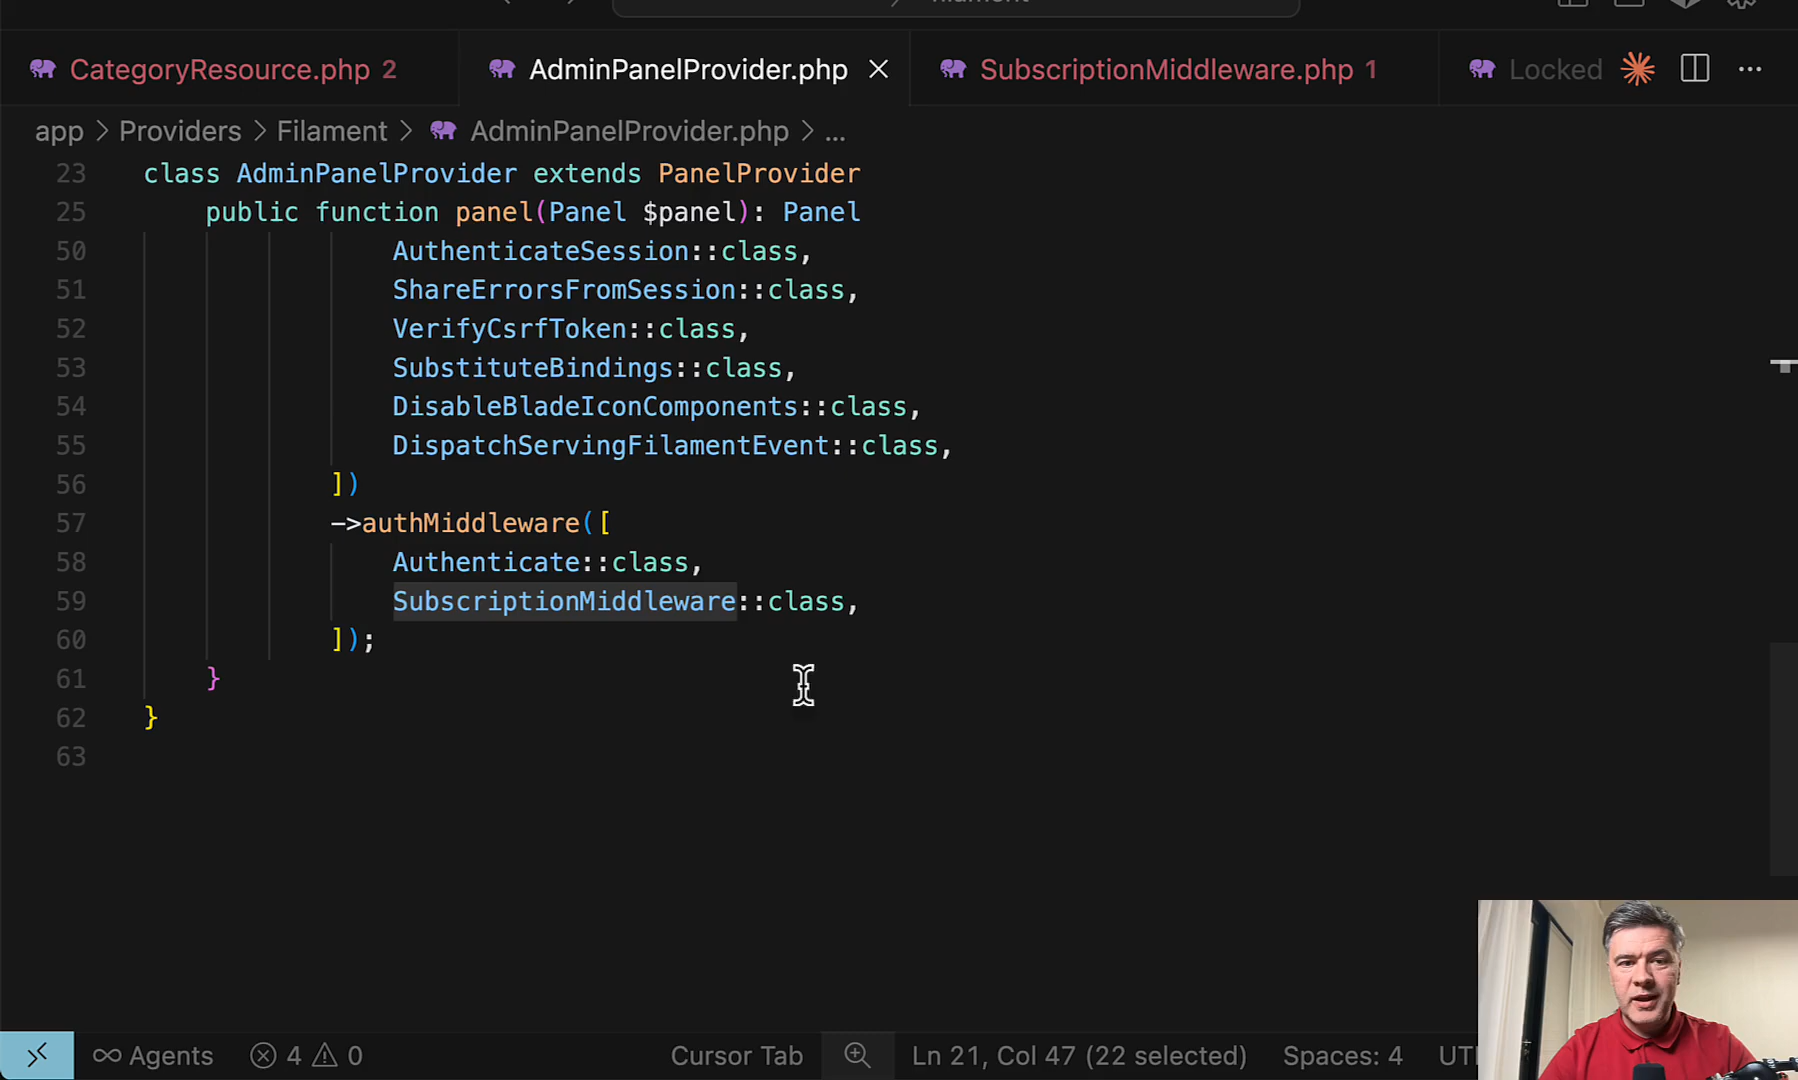 CategoryResource.php 2
AdminPanelProvider.php
SubscriptionMiddleware.php 1
Locked
app > Providers > Filament > AdminPanelProvider.php > ...
23 class AdminPanelProvider extends PanelProvider
25 public function panel(Panel $panel): Panel
50 AuthenticateSession::class,
51 ShareErrorsFromSession::class,
52 VerifyCsrfToken::class,
53 SubstituteBindings::class,
54 DisableBladeIconComponents::class,
55 DispatchServingFilamentEvent::class,
56 ])
57 ->authMiddleware([
58 Authenticate::class,
59 SubscriptionMiddleware::class,
60 ]);
61 }
62 }
63
Agents 4 0 Cursor Tab Ln 21, Col 47 (22 selected) Spaces: 4